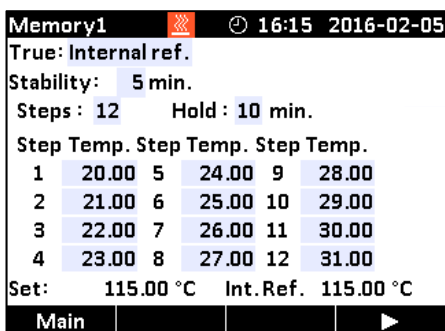 Memory1 16:15 2016-02-05
True: Internal ref.
Stability: 5 min.
Steps : 12 Hold : 10 min.
Step Temp. Step Temp. Step Temp.
1 20.00 5 24.00 9 28.00
2 21.00 6 25.00 10 29.00
3 22.00 7 26.00 11 30.00
4 23.00 8 27.00 12 31.00
Set: 115.00 °C Int.Ref. 115.00 °C
Main